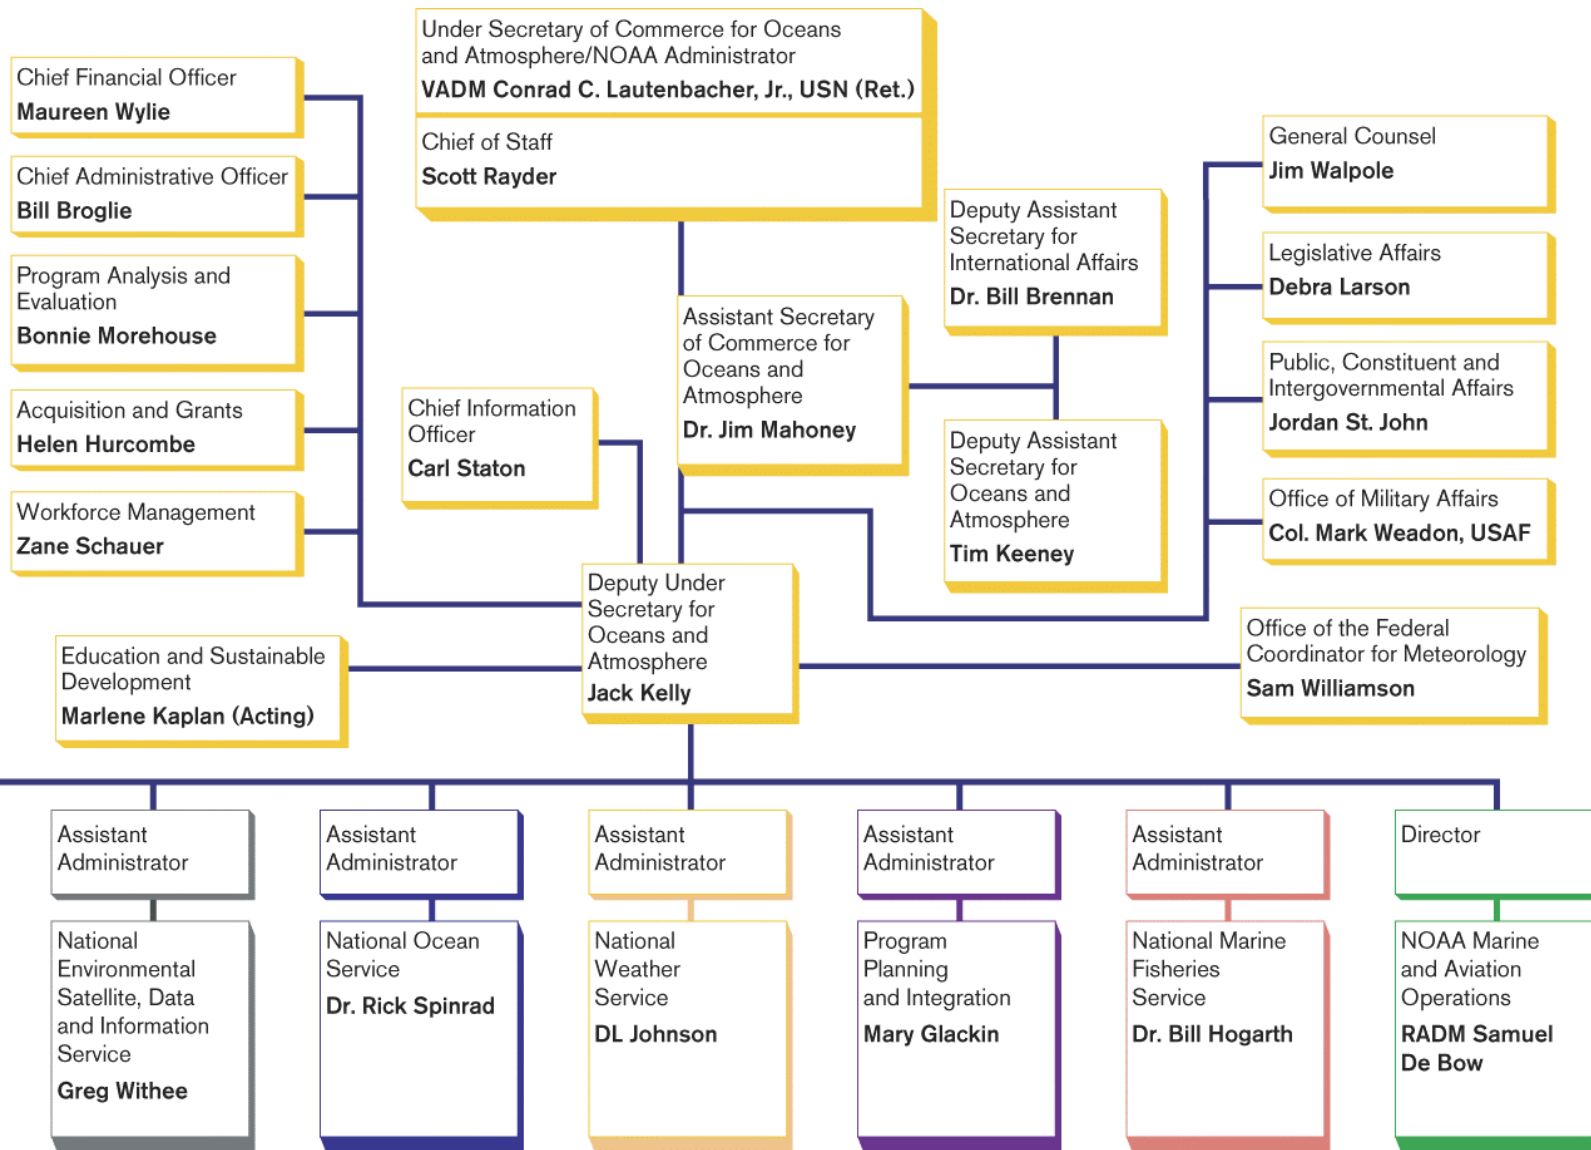 Under Secretary of Commerce for Oceans
and Atmosphere/NOAA Administrator
VADM Conrad C. Lautenbacher, Jr., USN (Ret.)
Chief of Staff
Scott Rayder
Chief Financial Officer
Maureen Wylie
Chief Administrative Officer
Bill Broglie
Program Analysis and
Evaluation
Bonnie Morehouse
Acquisition and Grants
Helen Hurcombe
Workforce Management
Zane Schauer
Chief Information
Officer
Carl Staton
Assistant Secretary
of Commerce for
Oceans and
Atmosphere
Dr. Jim Mahoney
Deputy Assistant
Secretary for
International Affairs
Dr. Bill Brennan
Deputy Assistant
Secretary for
Oceans and
Atmosphere
Tim Keeney
General Counsel
Jim Walpole
Legislative Affairs
Debra Larson
Public, Constituent and
Intergovernmental Affairs
Jordan St. John
Office of Military Affairs
Col. Mark Weadon, USAF
Deputy Under
Secretary for
Oceans and
Atmosphere
Jack Kelly
Education and Sustainable
Development
Marlene Kaplan (Acting)
Office of the Federal
Coordinator for Meteorology
Sam Williamson
Assistant
Administrator
National
Environmental
Satellite, Data
and Information
Service
Greg Withee
Assistant
Administrator
National Ocean
Service
Dr. Rick Spinrad
Assistant
Administrator
National
Weather
Service
DL Johnson
Assistant
Administrator
Program
Planning
and Integration
Mary Glackin
Assistant
Administrator
National Marine
Fisheries
Service
Dr. Bill Hogarth
Director
NOAA Marine
and Aviation
Operations
RADM Samuel
De Bow